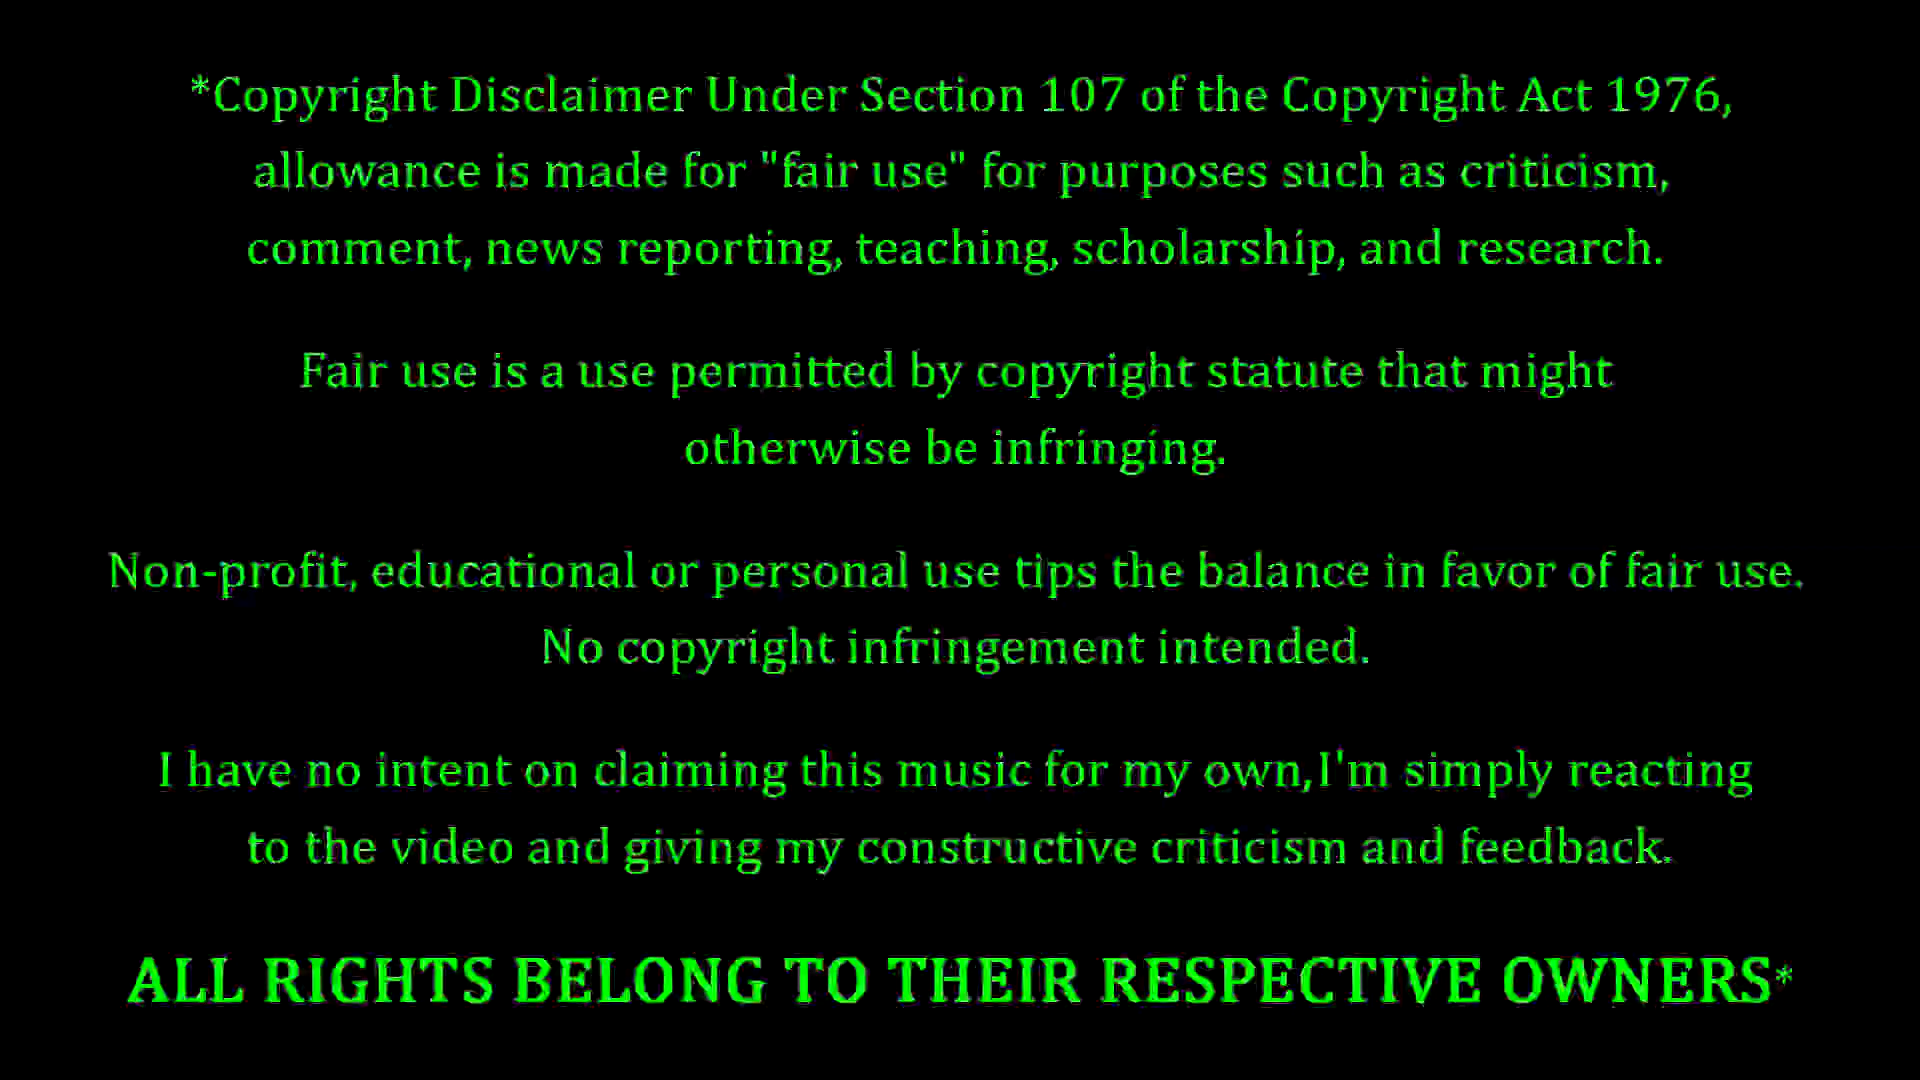 *Copyright Disclaimer Under Section 107 of the Copyright Act 1976,
allowance is made for "fair use" for purposes such as criticism,
comment, news reporting, teaching, scholarship, and research.
Fair use is a use permitted by copyright statute that might
otherwise be infringing.
Non-profit, educational or personal use tips the balance in favor of fair use.
No copyright infringement intended.
I have no intent on claiming this music for my own,I'm simply reacting
to the video and giving my constructive criticism and feedback.
ALL RIGHTS BELONG TO THEIR RESPECTIVE OWNERS*